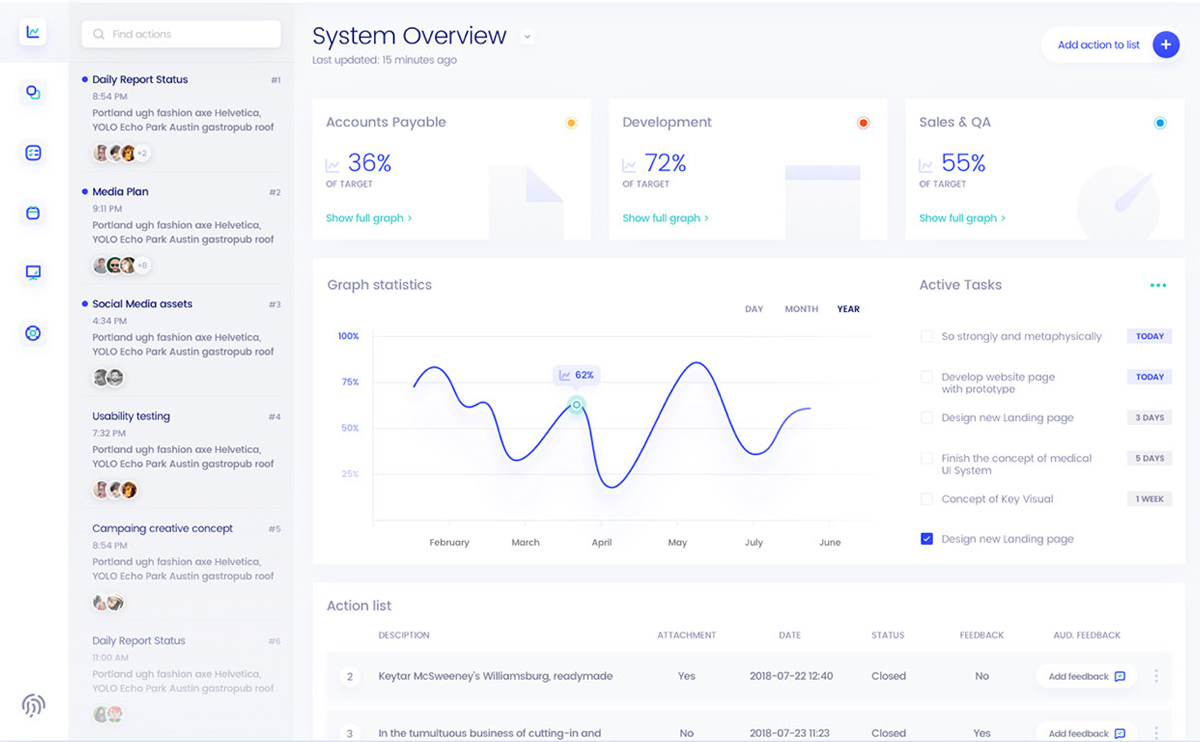 Find actions
Daily Report Status #1
8:54 PM
Portland ugh fashion axe Helvetica,
YOLO Echo Park Austin gastropub roof
+2
Media Plan #2
9:11 PM
Portland ugh fashion axe Helvetica,
YOLO Echo Park Austin gastropub roof
+8
Social Media assets #3
4:34 PM
Portland ugh fashion axe Helvetica,
YOLO Echo Park Austin gastropub roof
Usability testing #4
7:32 PM
Portland ugh fashion axe Helvetica,
YOLO Echo Park Austin gastropub roof
Campaing creative concept #5
8:54 PM
Portland ugh fashion axe Helvetica,
YOLO Echo Park Austin gastropub roof
Daily Report Status #6
11:00 AM
Portland ugh fashion axe Helvetica,
YOLO Echo Park Austin gastropub roof
System Overview
Last updated: 15 minutes ago
Add action to list
Accounts Payable
36%
OF TARGET
Show full graph >
Development
72%
OF TARGET
Show full graph >
Sales & QA
55%
OF TARGET
Show full graph >
Graph statistics
DAY MONTH YEAR
100%
75%
50%
25%
62%
February March April May July June
Active Tasks
So strongly and metaphysically TODAY
Develop website page TODAY
with prototype
Design new Landing page 3 DAYS
Finish the concept of medical 5 DAYS
UI System
Concept of Key Visual 1 WEEK
Design new Landing page
Action list
DESCIPTION ATTACHMENT DATE STATUS FEEDBACK AUD. FEEDBACK
2 Keytar McSweeney's Williamsburg, readymade Yes 2018-07-22 12:40 Closed No Add feedback
3 In the tumultuous business of cutting-in and No 2018-07-23 11:23 Closed Yes Add feedback